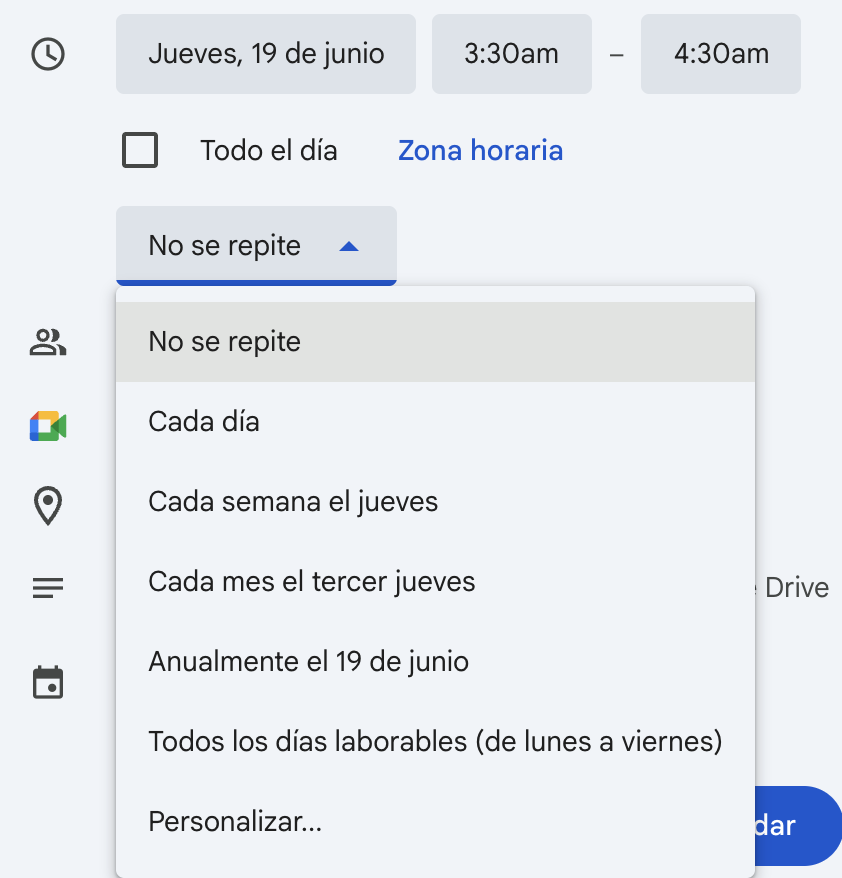 Jueves, 19 de junio 3:30am – 4:30am
Todo el día Zona horaria
No se repite
No se repite
Cada día
Cada semana el jueves
Cada mes el tercer jueves
Drive
Anualmente el 19 de junio
Todos los días laborables (de lunes a viernes)
Personalizar...
dar